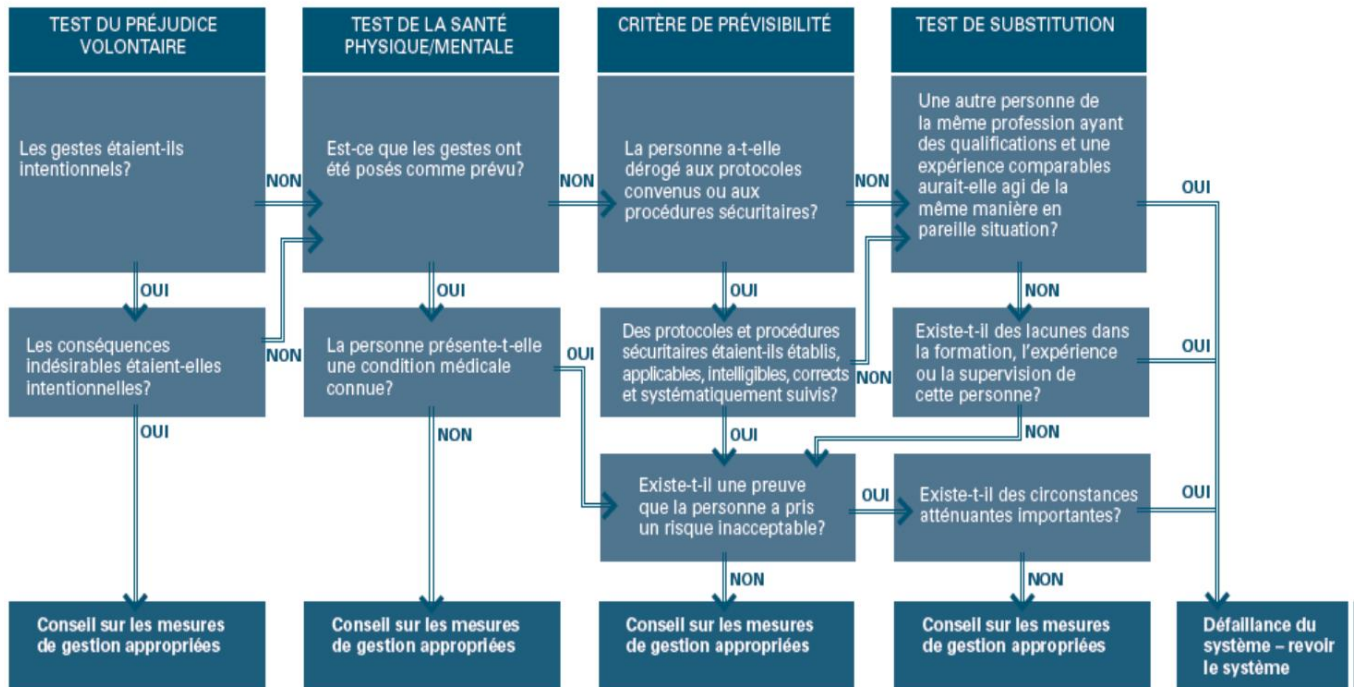 TEST DU PRÉJUDICE
VOLONTAIRE
TEST DE LA SANTÉ
PHYSIQUE/MENTALE
CRITÈRE DE PRÉVISIBILITÉ
TEST DE SUBSTITUTION
Les gestes étaient-ils
intentionnels?
NON
Est-ce que les gestes ont
été posés comme prévu?
NON
La personne a-t-elle
dérogé aux protocoles
convenus ou aux
procédures sécuritaires?
NON
Une autre personne de
la même profession ayant
des qualifications et une
expérience comparables
aurait-elle agi de la
même manière en
pareille situation?
OUI
OUI
OUI
OUI
NON
Les conséquences
indésirables étaient-elles
intentionnelles?
NON
La personne présente-t-elle
une condition médicale
connue?
OUI
Des protocoles et procédures
sécuritaires étaient-ils établis,
applicables, intelligibles, corrects
et systématiquement suivis?
NON
Existe-t-il des lacunes dans
la formation, l'expérience
ou la supervision de
cette personne?
OUI
OUI
NON
OUI
NON
Existe-t-il une preuve
que la personne a pris
un risque inacceptable?
OUI
Existe-t-il des circonstances
atténuantes importantes?
OUI
NON
NON
Conseil sur les mesures
de gestion appropriées
Conseil sur les mesures
de gestion appropriées
Conseil sur les mesures
de gestion appropriées
Conseil sur les mesures
de gestion appropriées
Défaillance du
système – revoir
le système